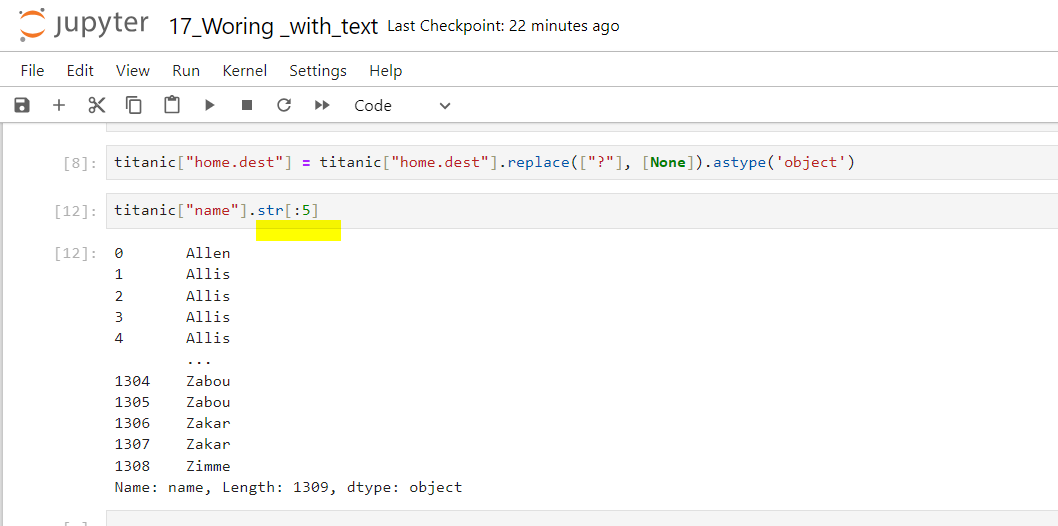 jupyter 17_Woring _with_text Last Checkpoint: 22 minutes ago
File Edit View Run Kernel Settings Help
Code
[8]: titanic["home.dest"] = titanic["home.dest"].replace(["?"], [None]).astype('object')
[12]: titanic["name"].str[:5]
[12]: 0 Allen
1 Allis
2 Allis
3 Allis
4 Allis
...
1304 Zabou
1305 Zabou
1306 Zakar
1307 Zakar
1308 Zimme
Name: name, Length: 1309, dtype: object
[ ]: